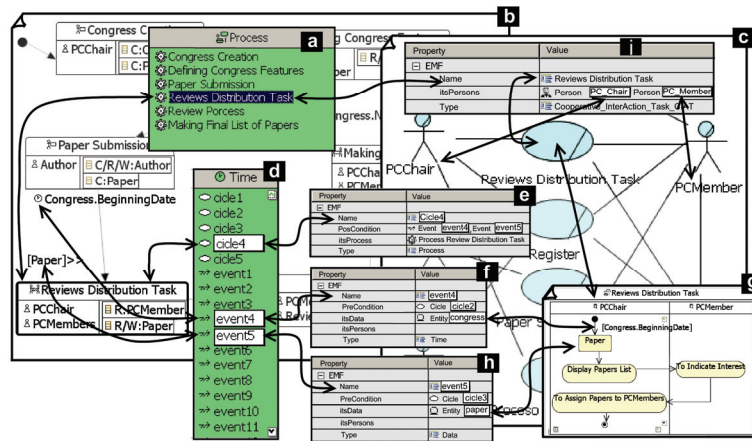 b
Congress Creation
PCChair
C:C
C:P
Process
a
Congress Creation
Defining Congress Features
Paper Submission
Reviews Distribution Task
Review Porcess
Making Final List of Papers
c
i
Property Value
EMF
Name Reviews Distribution Task
itsPersons Person PC_Chair Person PC_Member
Type Cooperative_InterAction_Task_CIAT
PCChair
Reviews Distribution Task
PCMember
Register
Paper Submission
Author
C/R/W:Author
C:Paper
Congress.BeginningDate
[Paper]>>
Reviews Distribution Task
PCChair
PCMembers
R:PCMember
R/W:Paper
Making
PCChair
d
Time
cicle1
cicle2
cicle3
cicle4
cicle5
event1
event2
event3
event4
event5
event6
event7
event8
event9
event10
event11
e
Property Value
EMF
Name Cicle4
PosCondition Event event4, Event event5
itsProcess Process Review Distribution Task
Type Process
f
Property Value
EMF
Name event4
PreCondition Cicle cicle2
itsData Entity congress
itsPersons
Type Time
h
Property Value
EMF
Name event5
PreCondition Cicle cicle3
itsData Entity paper
itsPersons
Type Data
g
Reviews Distribution Task
PCChair PCMember
[Congress.BeginningDate]
Paper
Display Papers List
To Indicate Interest
To Assign Papers to PCMembers